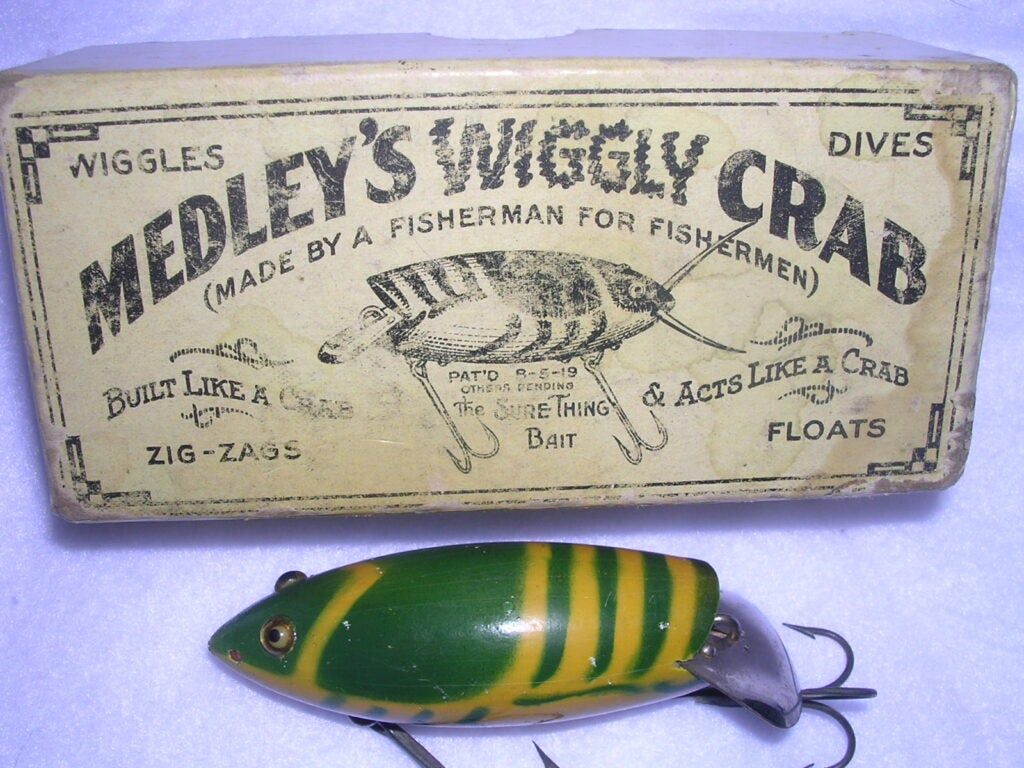 WIGGLES
DIVES
MEDLEY'S WIGGLY CRAB
(MADE BY A FISHERMAN FOR FISHERMEN)
PAT'D 8-5-19
OTHERS PENDING
The SURE THING
BAIT
BUILT LIKE A CRAB
& ACTS LIKE A CRAB
ZIG-ZAGS
FLOATS